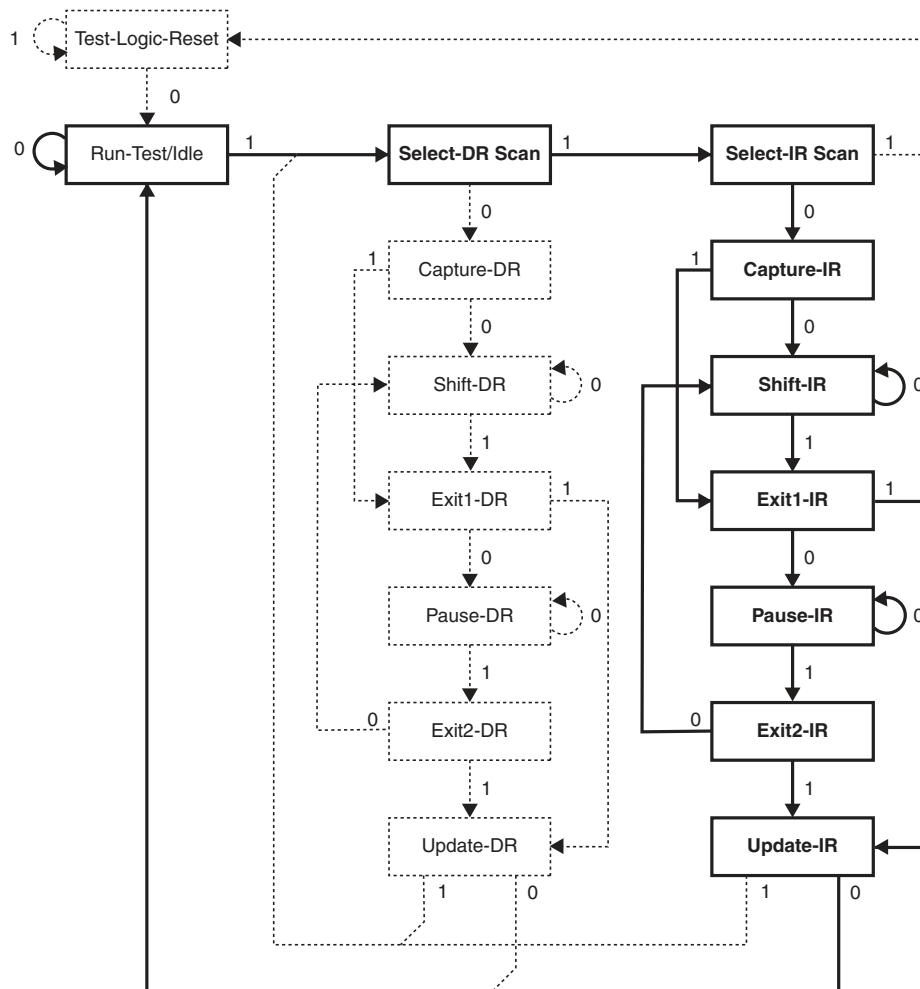 1
Test-Logic-Reset
0
0
Run-Test/Idle
1
Select-DR Scan
1
Select-IR Scan
1
0
0
1
Capture-DR
1
Capture-IR
0
0
Shift-DR
0
Shift-IR
0
1
1
Exit1-DR
1
Exit1-IR
1
0
0
Pause-DR
0
Pause-IR
0
1
1
0
Exit2-DR
0
Exit2-IR
1
1
Update-DR
Update-IR
1
0
1
0